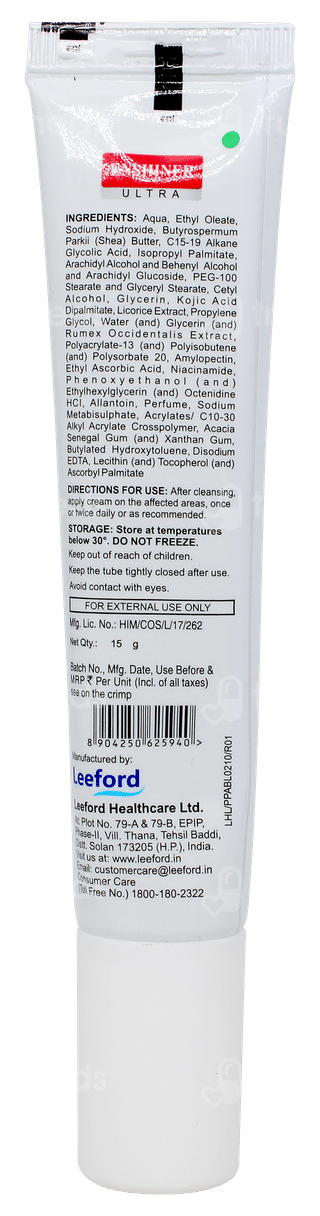 ULTRA
INGREDIENTS: Aqua, Ethyl Oleate,
Sodium Hydroxide, Butyrospermum
Parkii (Shea) Butter, C15-19 Alkane
Glycolic Acid, Isopropyl Palmitate,
Arachidyl Alcohol and Behenyl Alcohol
and Arachidyl Glucoside, PEG-100
Stearate and Glyceryl Stearate, Cetyl
Alcohol, Glycerin, Kojic Acid
Dipalmitate, Licorice Extract, Propylene
Glycol, Water (and) Glycerin (and)
Rumex Occidentalis Extract,
Polyacrylate-13 (and) Polyisobutene
(and) Polysorbate 20, Amylopectin,
Ethyl Ascorbic Acid, Niacinamide,
Phenoxyethanol (and)
Ethylhexylglycerin (and) Octenidine
HCl, Allantoin, Perfume, Sodium
Metabisulphate, Acrylates/ C10-30
Alkyl Acrylate Crosspolymer, Acacia
Senegal Gum (and) Xanthan Gum,
Butylated Hydroxytoluene, Disodium
EDTA, Lecithin (and) Tocopherol (and)
Ascorbyl Palmitate
DIRECTIONS FOR USE: After cleansing,
apply cream on the affected areas, once
or twice daily or as recommended.
STORAGE: Store at temperatures
below 30°. DO NOT FREEZE.
Keep out of reach of children.
Keep the tube tightly closed after use.
Avoid contact with eyes.
FOR EXTERNAL USE ONLY
Mfg. Lic. No.: HIM/COS/L/17/262
Net Qty.: 15 g
Batch No., Mfg. Date, Use Before &
MRP ₹ Per Unit (Incl. of all taxes)
see on the crimp
8 904250 625940 >
LHL/PPABL0210/R01
Manufactured by:
Leeford
Leeford Healthcare Ltd.
At: Plot No. 79-A & 79-B, EPIP,
Phase-II, Vill. Thana, Tehsil Baddi,
Distt. Solan 173205 (H.P.), India.
Visit us at: www.leeford.in
Email: customercare@leeford.in
Consumer Care
(Toll Free No.) 1800-180-2322